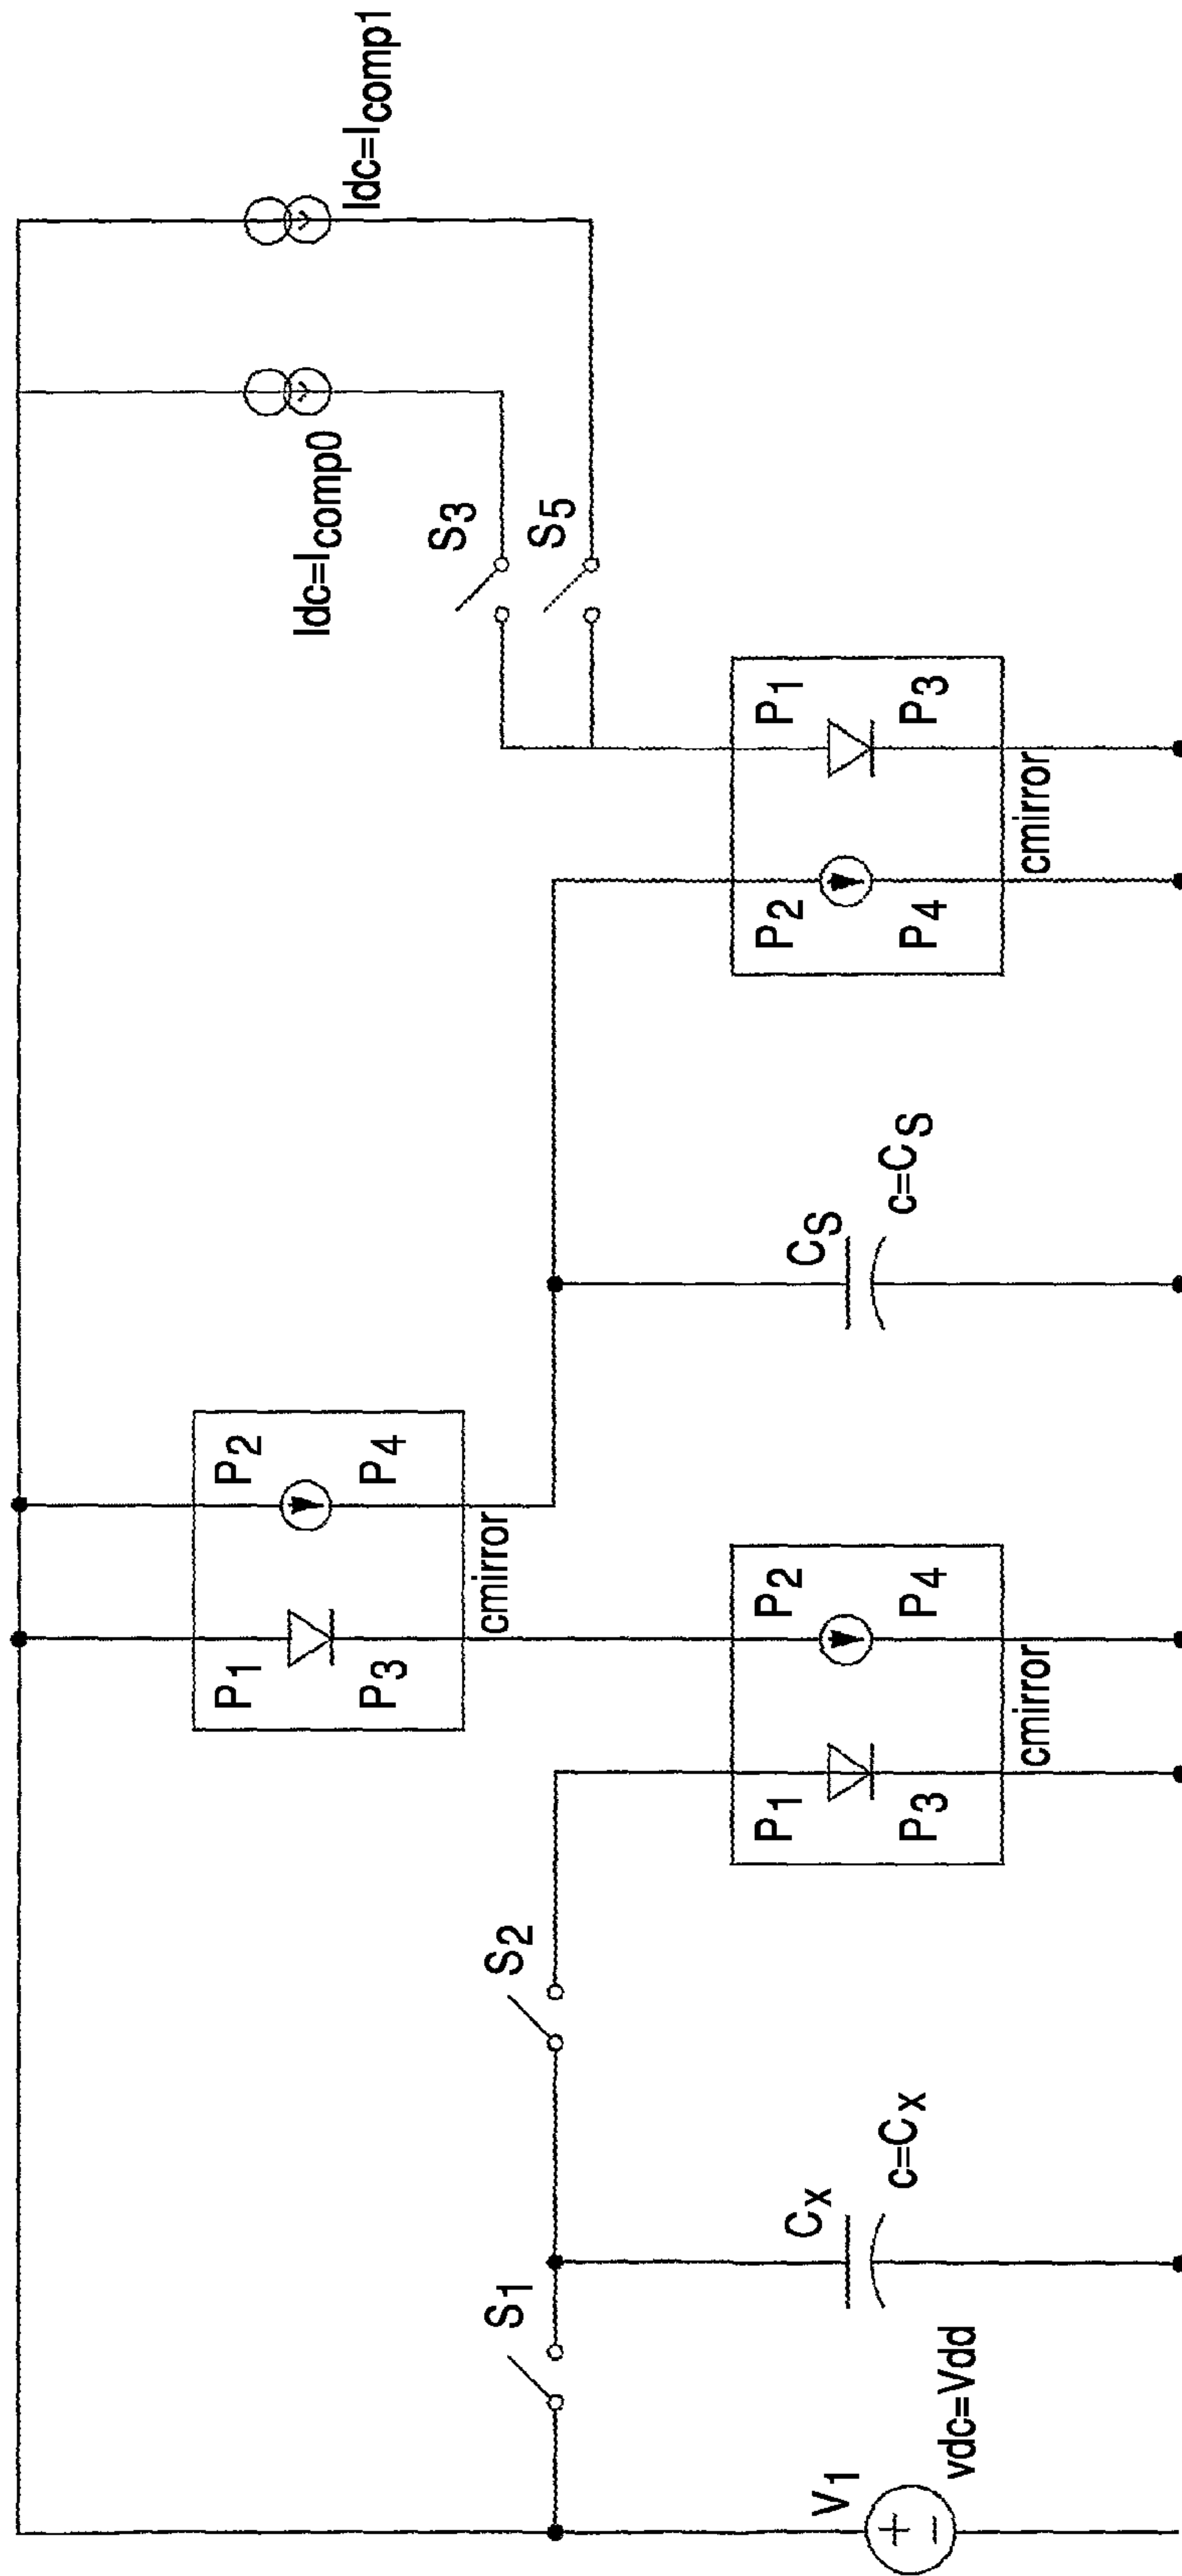 V1
vdc=Vdd
S1
Cx
c=Cx
S2
P1
P2
P3
P4
cmirror
P1
P2
P3
P4
cmirror
CS
c=CS
P2
P1
P4
P3
cmirror
S3
S5
Idc=Icomp0
Idc=Icomp1